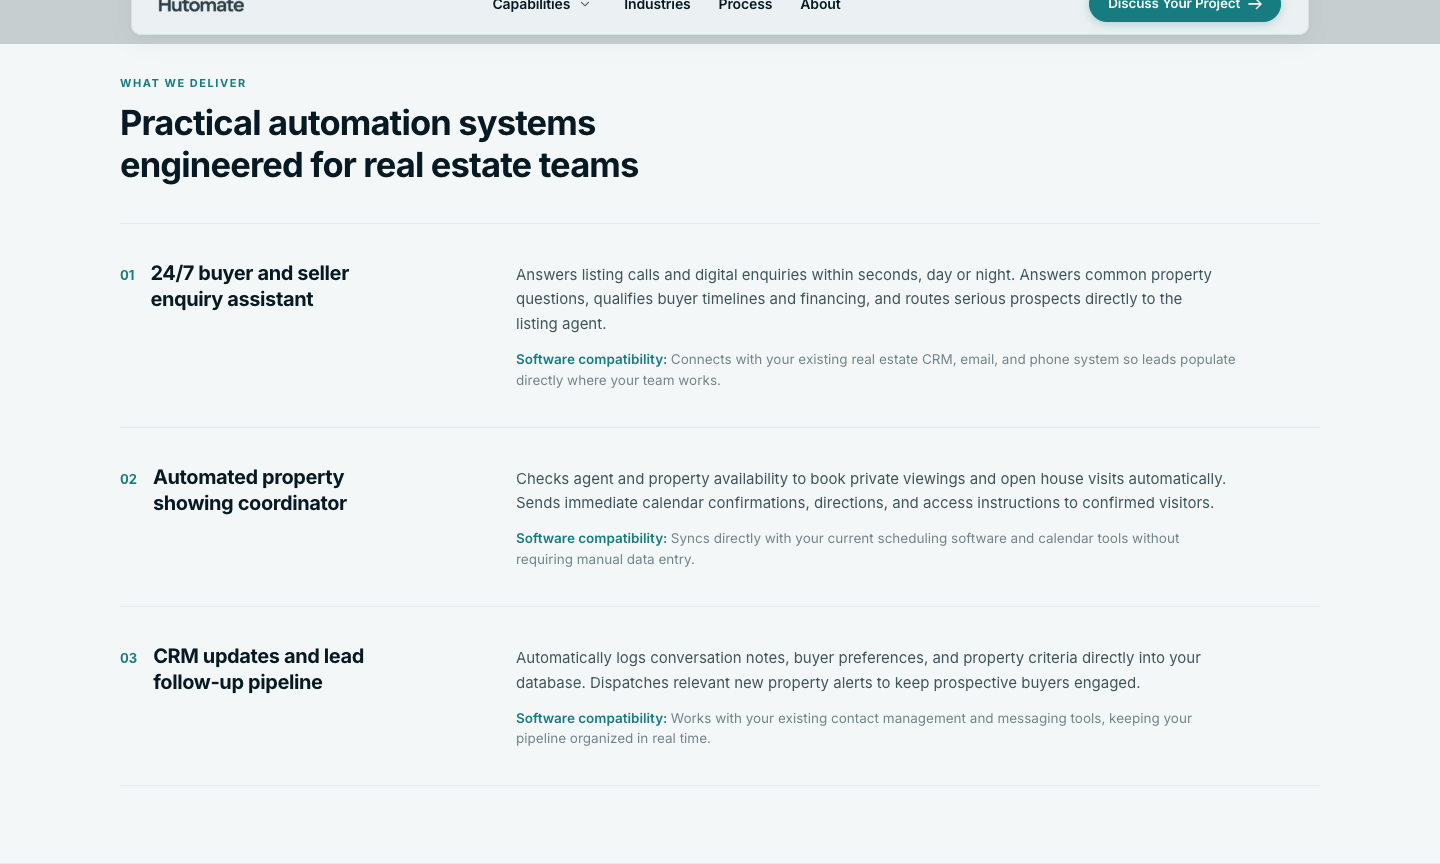 Hutomate
Capabilities
Industries
Process
About
Discuss Your Project →
WHAT WE DELIVER
Practical automation systems
engineered for real estate teams
01 24/7 buyer and seller
enquiry assistant
Answers listing calls and digital enquiries within seconds, day or night. Answers common property
questions, qualifies buyer timelines and financing, and routes serious prospects directly to the
listing agent.
Software compatibility: Connects with your existing real estate CRM, email, and phone system so leads populate
directly where your team works.
02 Automated property
showing coordinator
Checks agent and property availability to book private viewings and open house visits automatically.
Sends immediate calendar confirmations, directions, and access instructions to confirmed visitors.
Software compatibility: Syncs directly with your current scheduling software and calendar tools without
requiring manual data entry.
03 CRM updates and lead
follow-up pipeline
Automatically logs conversation notes, buyer preferences, and property criteria directly into your
database. Dispatches relevant new property alerts to keep prospective buyers engaged.
Software compatibility: Works with your existing contact management and messaging tools, keeping your
pipeline organized in real time.